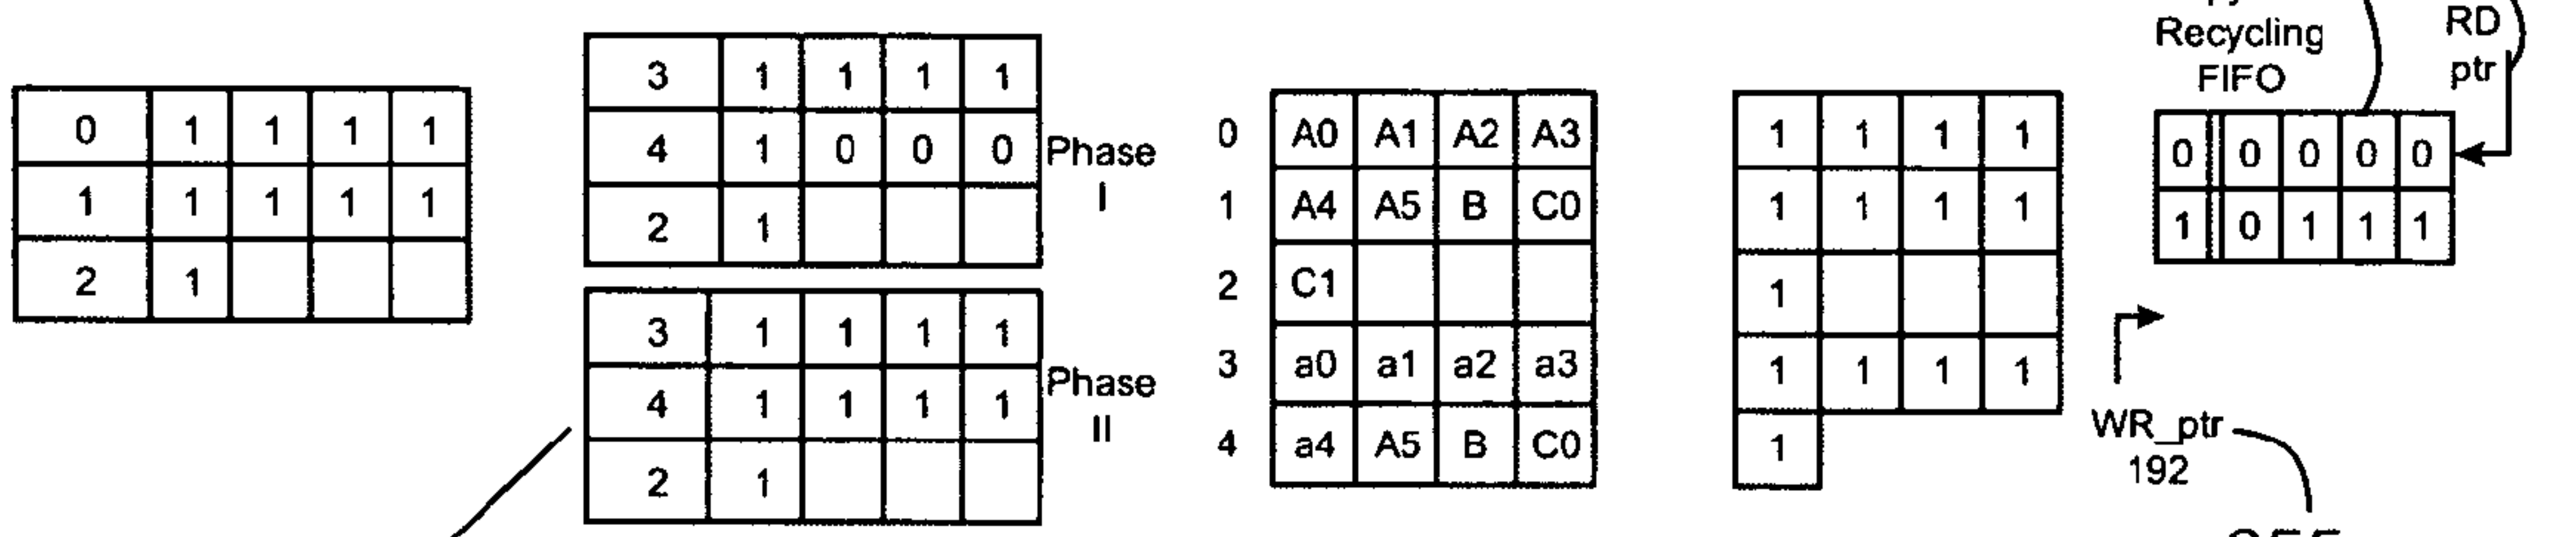 0 1 1 1 1
1 1 1 1 1
2 1
3 1 1 1 1
4 1 0 0 0
2 1
Phase
I
3 1 1 1 1
4 1 1 1 1
2 1
Phase
II
0 A0 A1 A2 A3
1 A4 A5 B C0
2 C1
3 a0 a1 a2 a3
4 a4 A5 B C0
1 1 1 1
1 1 1 1
1
1 1 1 1
1
Recycling
FIFO
RD
ptr
0 0 0 0 0
1 0 1 1 1
WR_ptr
192